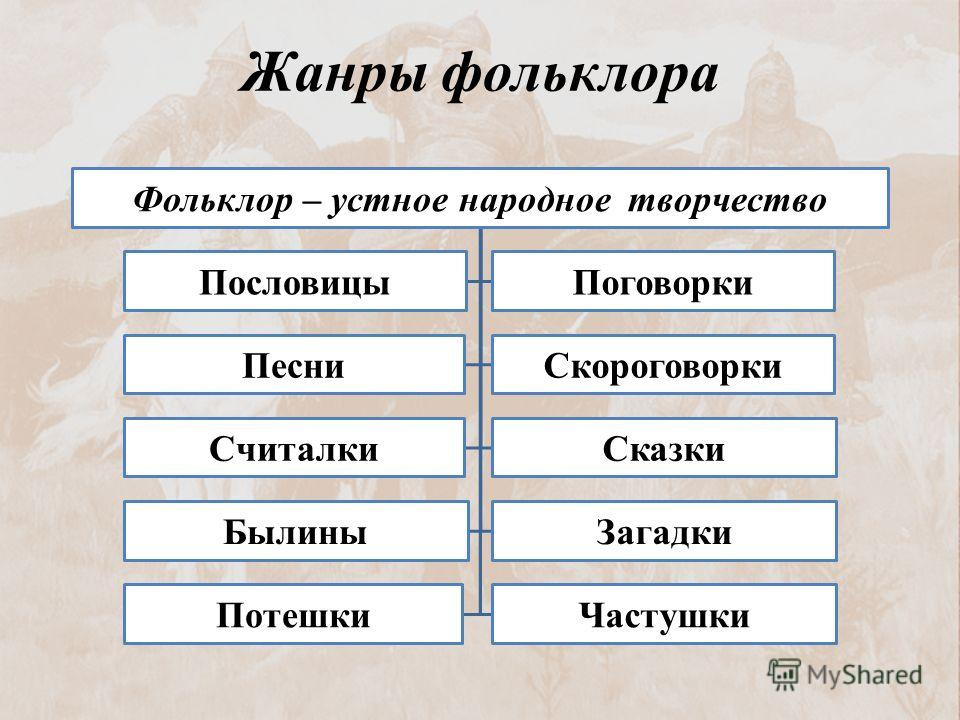 Жанры фольклора
Фольклор – устное народное творчество
Пословицы
Поговорки
Песни
Скороговорки
Считалки
Сказки
Былины
Загадки
Потешки
Частушки
MyShared